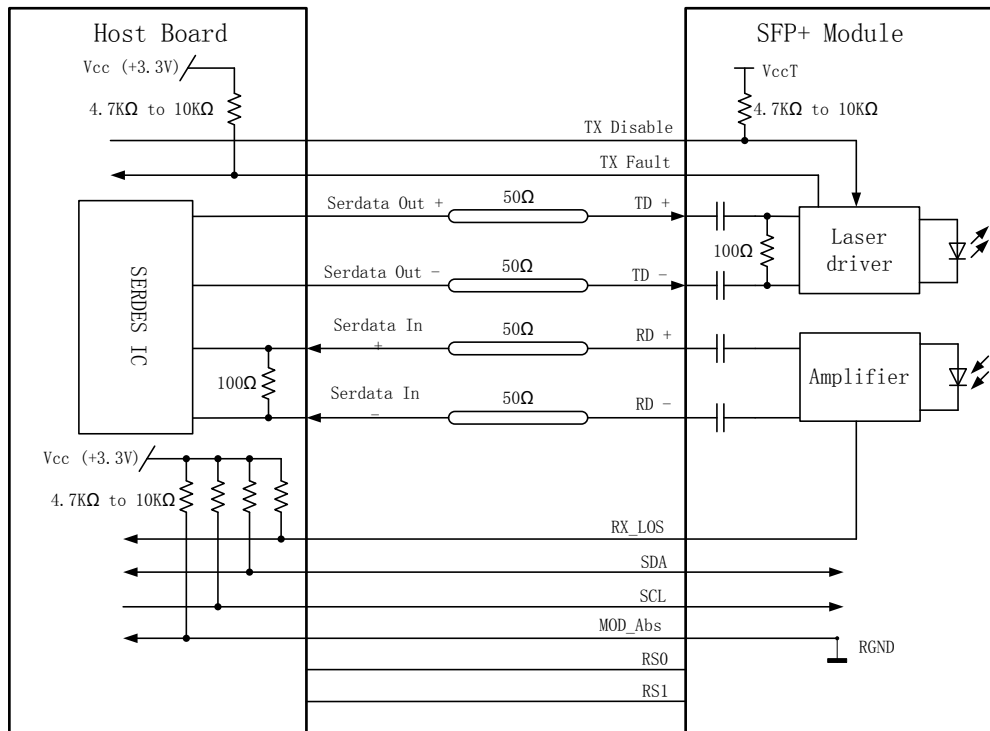 Host Board
SFP+ Module
Vcc (+3.3V)
VccT
4.7KΩ to 10KΩ
4.7KΩ to 10KΩ
TX Disable
TX Fault
Serdata Out +
50Ω
TD +
Laser
driver
100Ω
Serdata Out -
50Ω
TD -
SERDES IC
Serdata In
+
50Ω
RD +
100Ω
Amplifier
Serdata In
-
50Ω
RD -
Vcc (+3.3V)
4.7KΩ to 10KΩ
RX_LOS
SDA
SCL
MOD_Abs
RGND
RS0
RS1